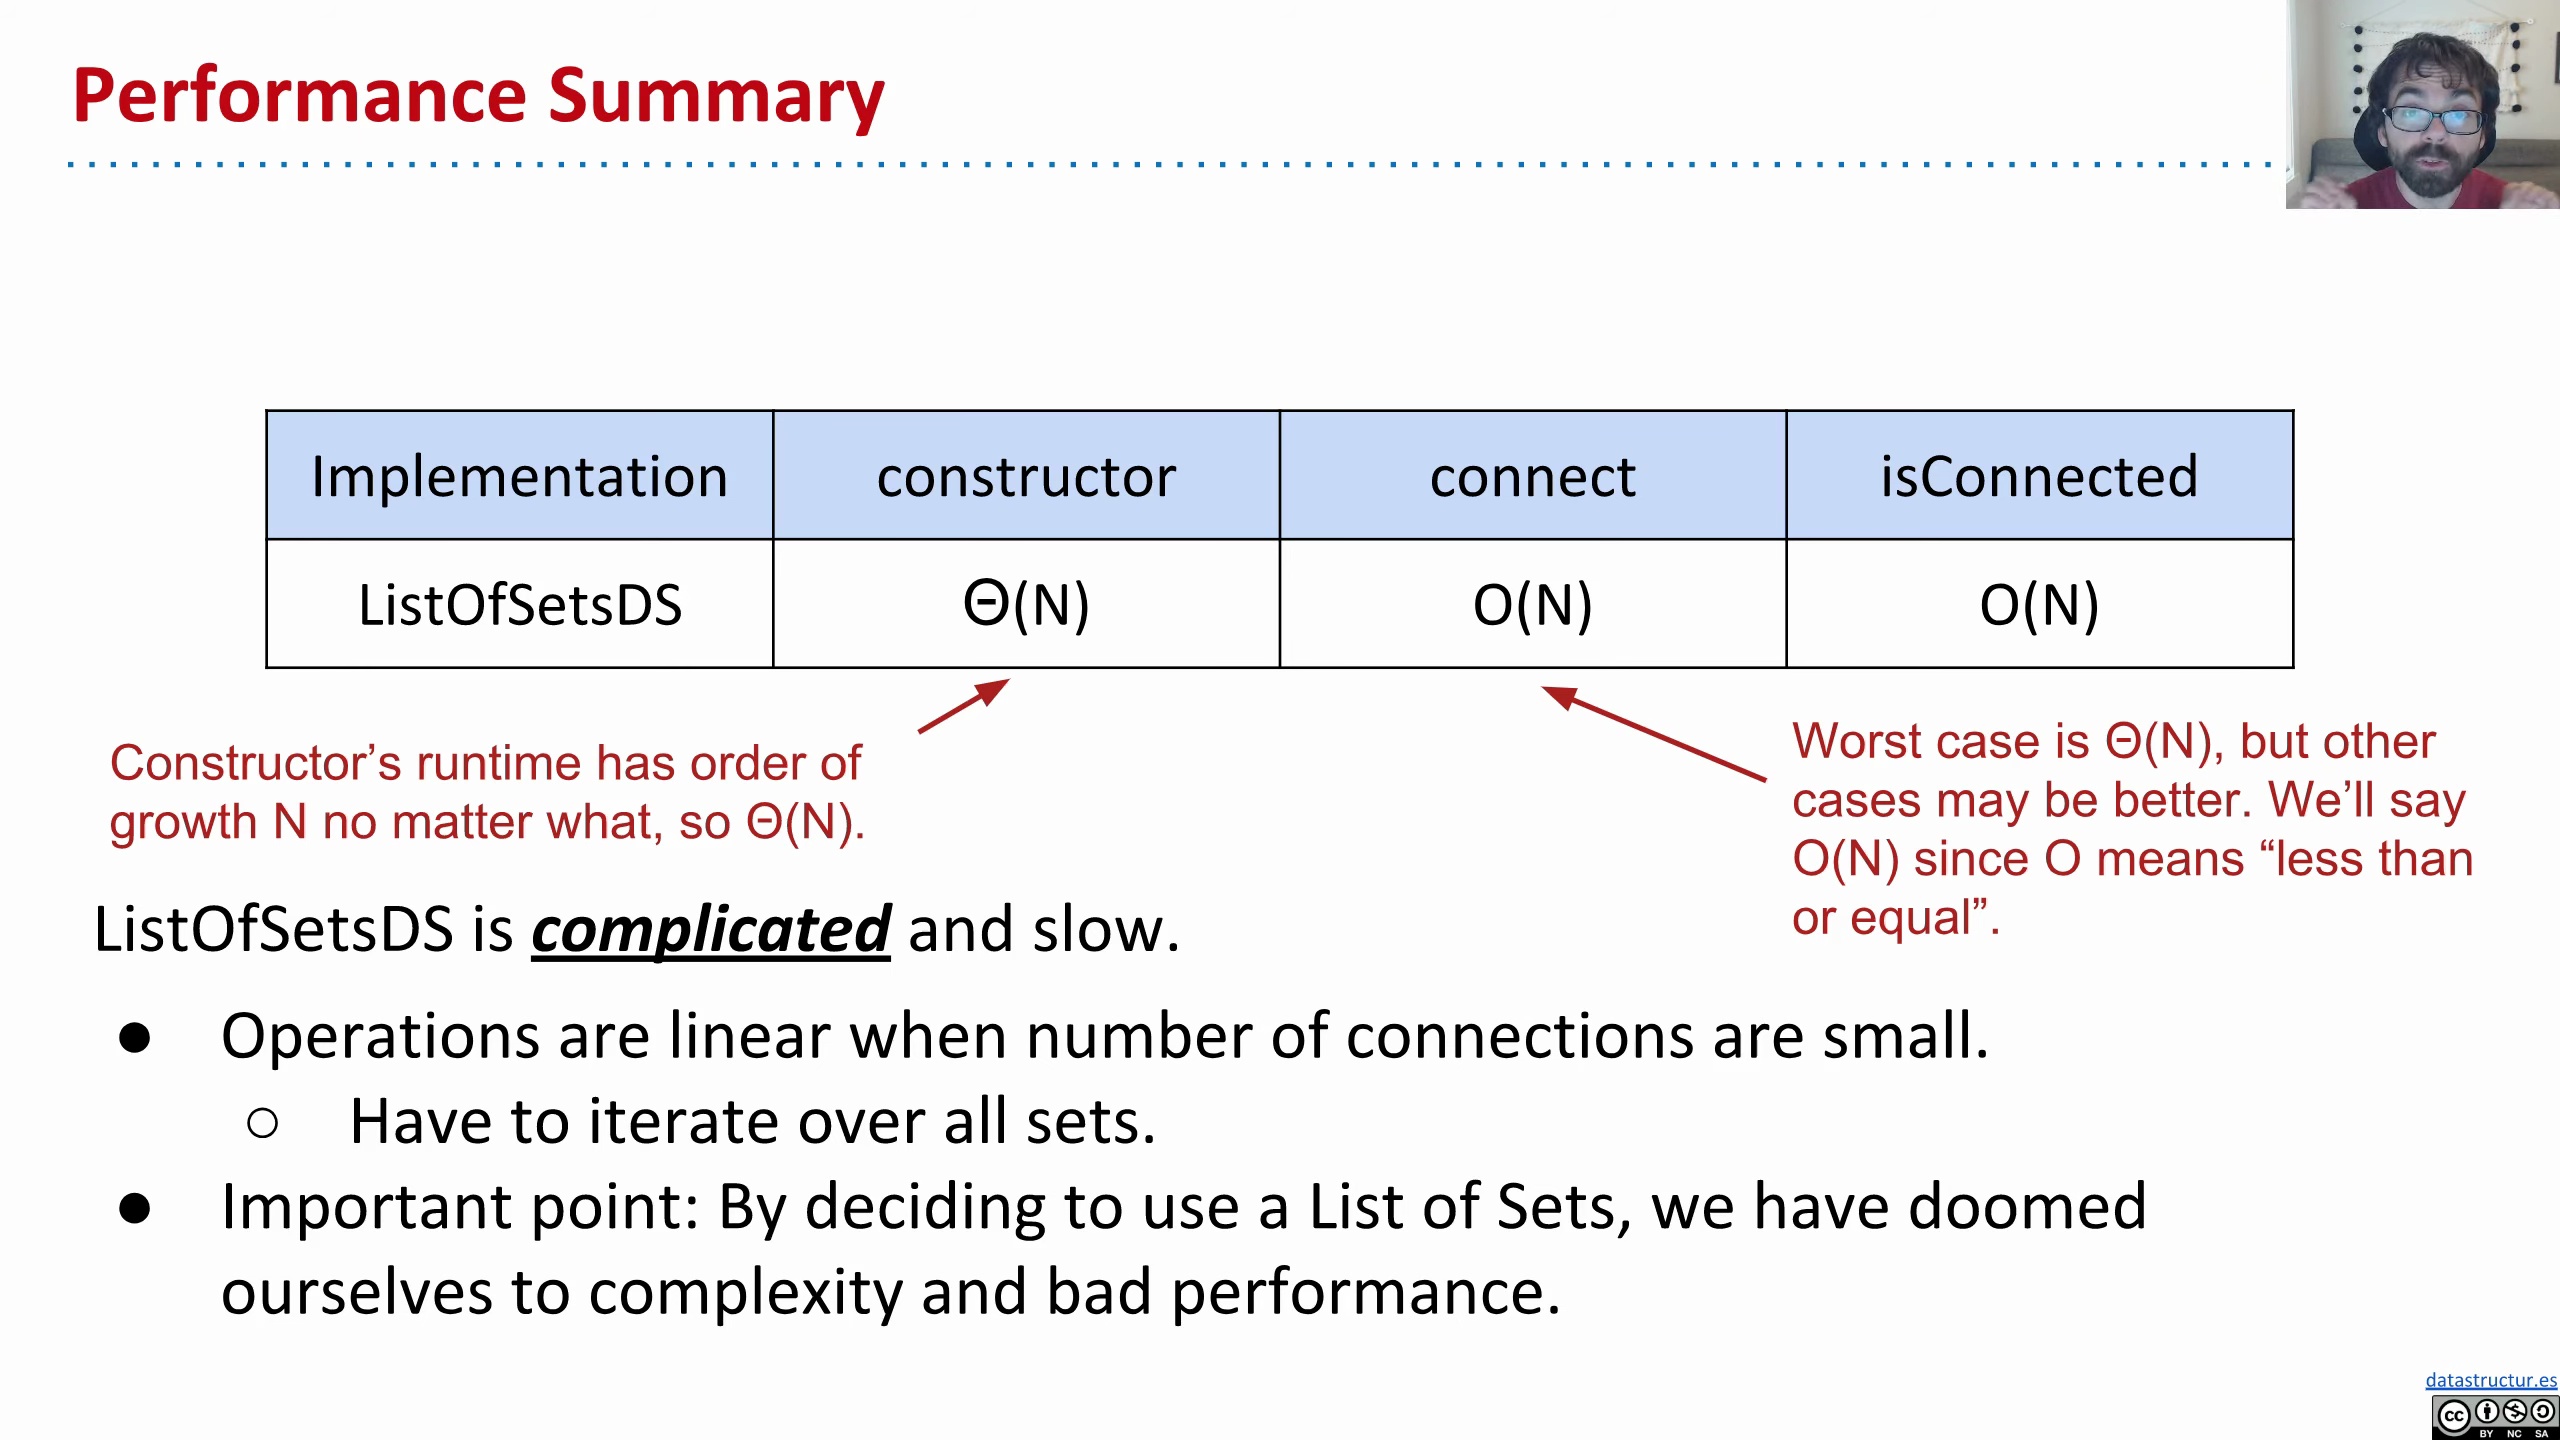 Performance Summary
Implementation constructor connect isConnected
ListOfSetsDS Θ(N) O(N) O(N)
Constructor’s runtime has order of
growth N no matter what, so Θ(N).
Worst case is Θ(N), but other
cases may be better. We’ll say
O(N) since O means “less than
or equal”.
ListOfSetsDS is complicated and slow.
● Operations are linear when number of connections are small.
○ Have to iterate over all sets.
● Important point: By deciding to use a List of Sets, we have doomed
ourselves to complexity and bad performance.
datastructur.es
cc
BY NC SA